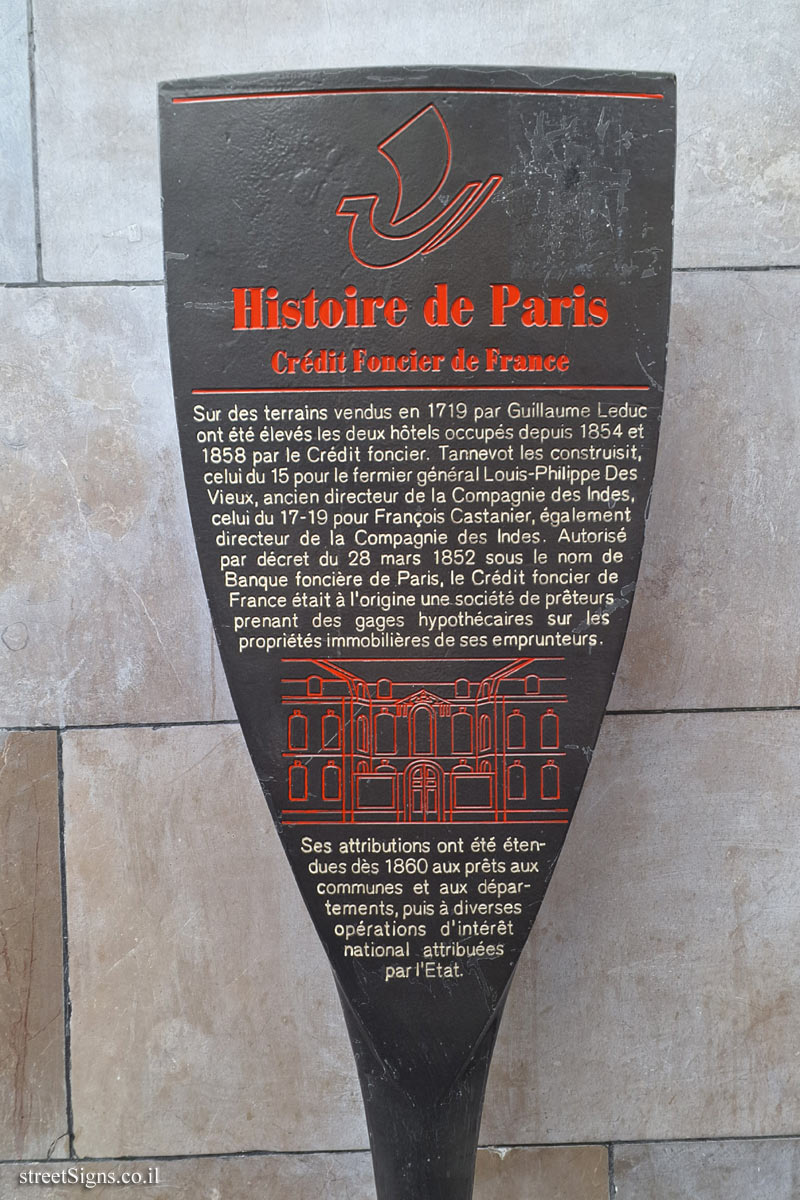 Histoire de Paris
Crédit Foncier de France
Sur des terrains vendus en 1719 par Guillaume Leduc
ont été élevés les deux hôtels occupés depuis 1854 et
1858 par le Crédit foncier. Tannevot les construisit,
celui du 15 pour le fermier général Louis-Philippe Des
Vieux, ancien directeur de la Compagnie des Indes,
celui du 17-19 pour François Castanier, également
directeur de la Compagnie des Indes. Autorisé
par décret du 28 mars 1852 sous le nom de
Banque foncière de Paris, le Crédit foncier de
France était à l'origine une société de prêteurs
prenant des gages hypothécaires sur les
propriétés immobilières de ses emprunteurs.
Ses attributions ont été éten-
dues dès 1860 aux prêts aux
communes et aux dépar-
tements, puis à diverses
opérations d'intérêt
national attribuées
par l'Etat.
streetSigns.co.il